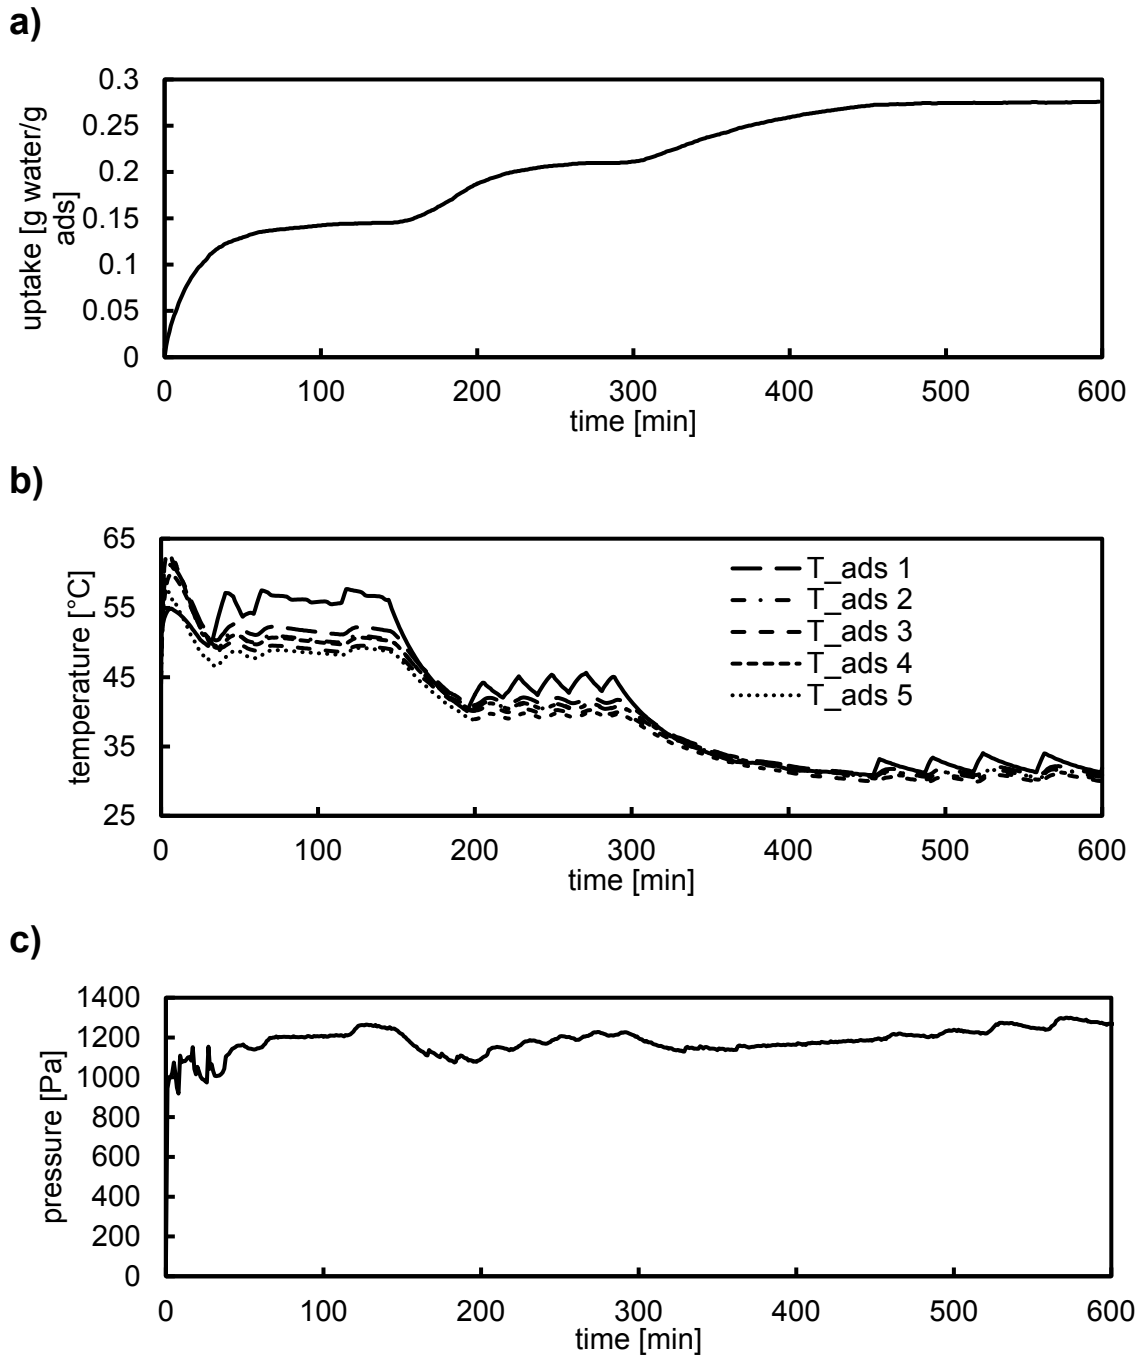 a)
0.3
0.25
0.2
0.15
0.1
0.05
0
uptake [g water/g
ads]
0 100 200 300 400 500 600
time [min]
b)
65
55
45
35
25
temperature [°C]
T_ads 1
T_ads 2
T_ads 3
T_ads 4
T_ads 5
0 100 200 300 400 500 600
time [min]
c)
1400
1200
1000
800
600
400
200
0
pressure [Pa]
0 100 200 300 400 500 600
time [min]